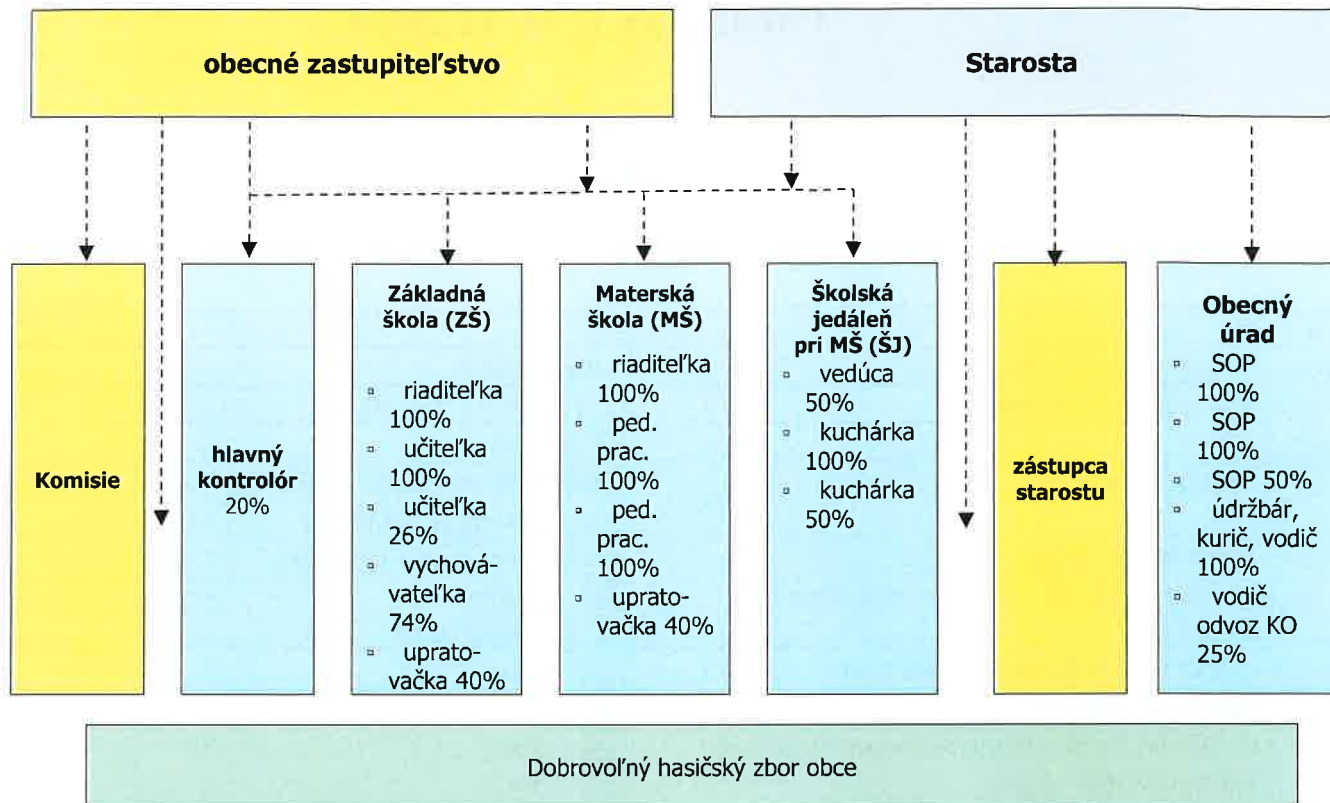 obecné zastupiteľstvo
Starosta
Komisie
hlavný
kontrolór
20%
Základná
škola (ZŠ)
▫ riaditeľka
100%
▫ učiteľka
100%
▫ učiteľka
26%
▫ vychová-
vateľka
74%
▫ uprato-
vačka 40%
Materská
škola (MŠ)
▫ riaditeľka
100%
▫ ped.
prac.
100%
▫ ped.
prac.
100%
▫ uprato-
vačka 40%
Školská
jedáleň
pri MŠ (ŠJ)
▫ vedúca
50%
▫ kuchárka
100%
▫ kuchárka
50%
zástupca
starostu
Obecný
úrad
▫ SOP
100%
▫ SOP
100%
▫ SOP 50%
▫ údržbár,
kurič, vodič
100%
▫ vodič
odvoz KO
25%
Dobrovoľný hasičský zbor obce